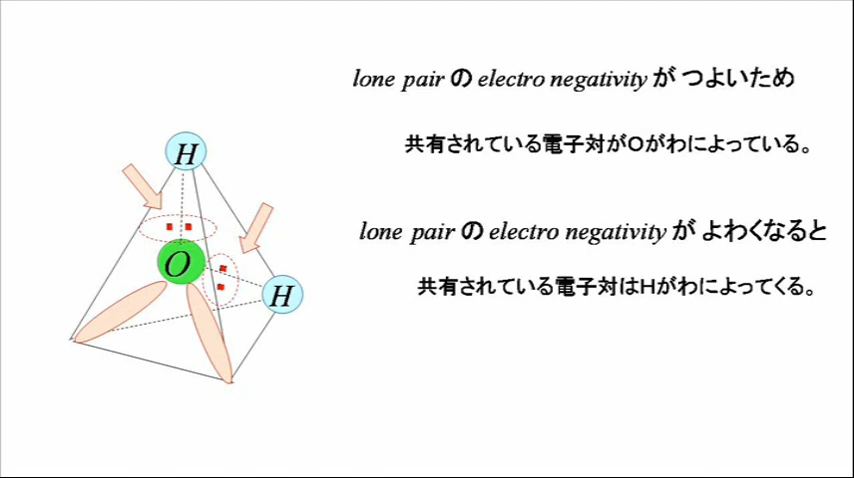 lone pair の electro negativity が つよいため
共有されている電子対がOがわによっている。
lone pair の electro negativity が よわくなると
共有されている電子対はHがわによってくる。
H
O
H